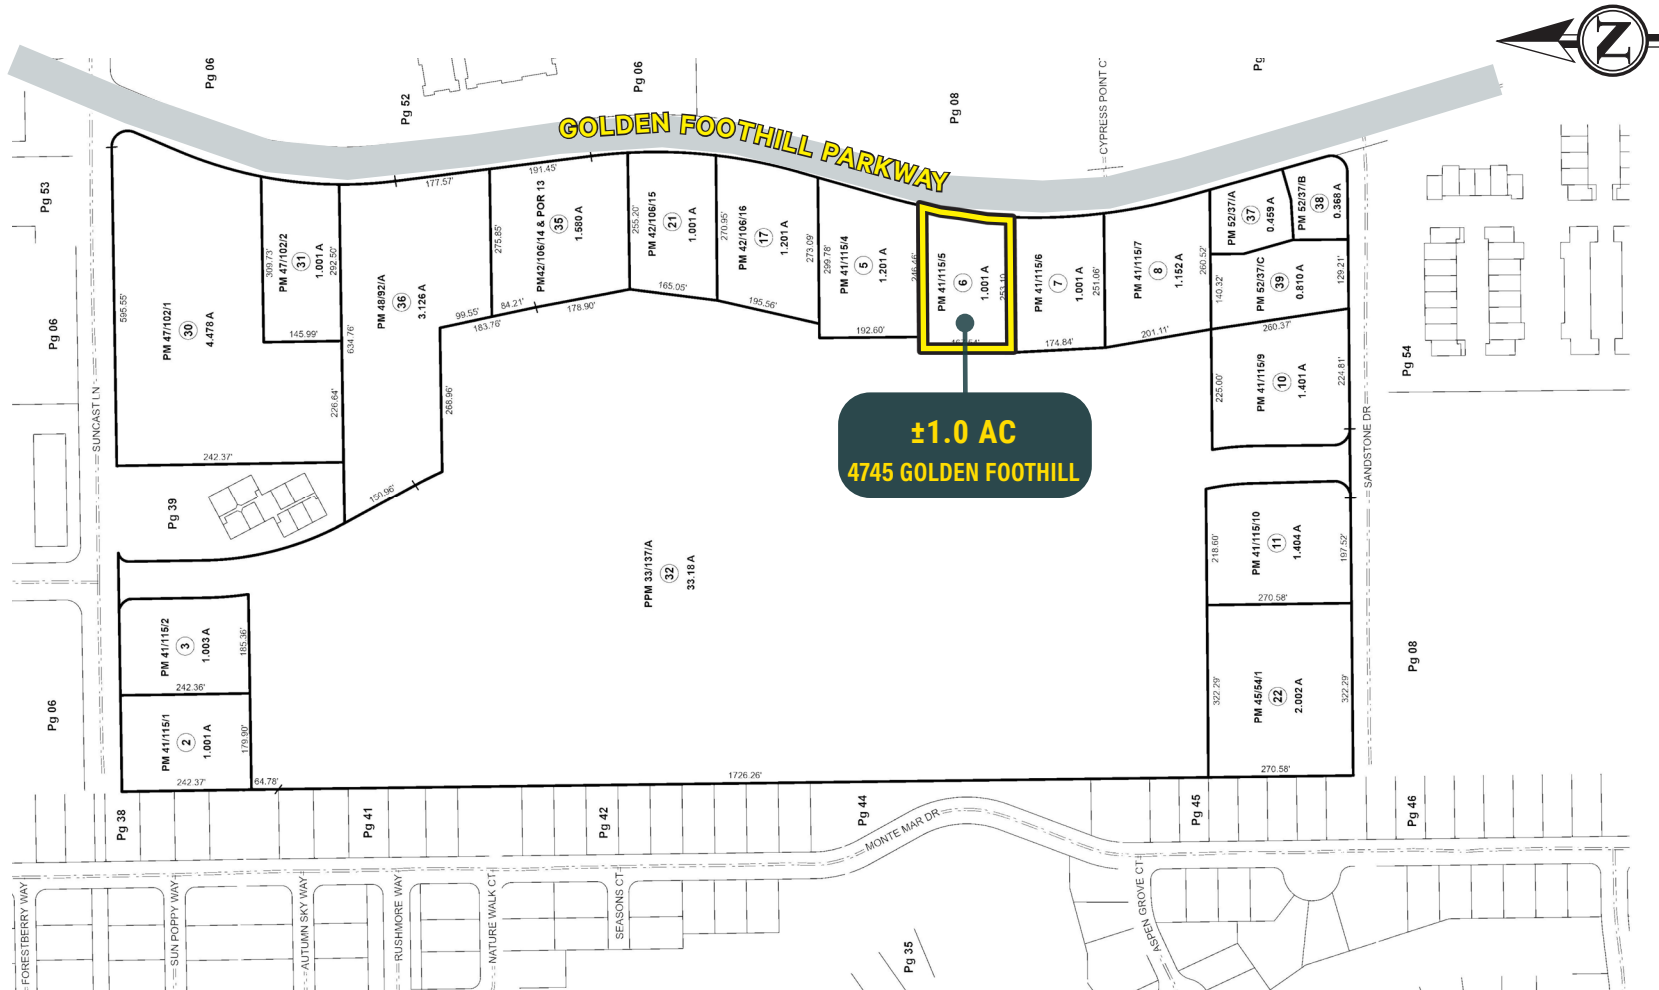 N
Pg 06
Pg 52
Pg 06
Pg 08
CYPRESS POINT C
Pg
GOLDEN FOOTHILL PARKWAY
Pg 53
Pg 06
Pg 06
SUNCAST LN
595.55'
PM 47/102/1
30
4.478 A
242.37'
309.73'
PM 47/102/2
31
1.001 A
292.50'
145.99'
226.64'
634.76'
PM 48/92/A
36
3.126 A
177.57'
99.55'
183.76'
268.96'
150.96'
275.85'
191.45'
PM42/106/14 & POR 13
35
1.580 A
84.21'
178.90'
255.20'
PM 42/106/15
21
1.001 A
165.05'
270.95'
PM 42/106/16
17
1.201 A
195.56'
273.09'
299.78'
PM 41/115/4
5
1.201 A
192.60'
246.46'
PM 41/115/5
6
1.001 A
253.10
PM 41/115/6
7
1.001 A
174.84'
251.06'
PM 41/115/7
8
1.152 A
201.11'
260.52'
PM 52/37/A
37
0.459 A
PM 52/37/B
38
0.368 A
140.32'
PM 52/37/C
39
0.810 A
129.21'
260.37'
225.00'
PM 41/115/9
10
1.401 A
224.81'
SANDSTONE DR
Pg 54
±1.0 AC
4745 GOLDEN FOOTHILL
Pg 39
218.60'
PM 41/115/10
11
1.404 A
197.52'
270.58'
322.29'
PM 45/54/1
22
2.002 A
322.29'
270.58'
Pg 08
PPM 33/137/A
32
33.18 A
PM 41/115/2
3
1.003 A
185.36'
242.36'
PM 41/115/1
2
1.001 A
179.90'
242.37'
64.78'
1726.26'
Pg 38
Pg 41
Pg 42
Pg 44
Pg 45
Pg 46
MONTE MAR DR
FORESTBERRY WAY
SUN POPPY WAY
AUTUMN SKY WAY
RUSHMORE WAY
NATURE WALK CT
SEASONS CT
Pg 35
ASPEN GROVE CT